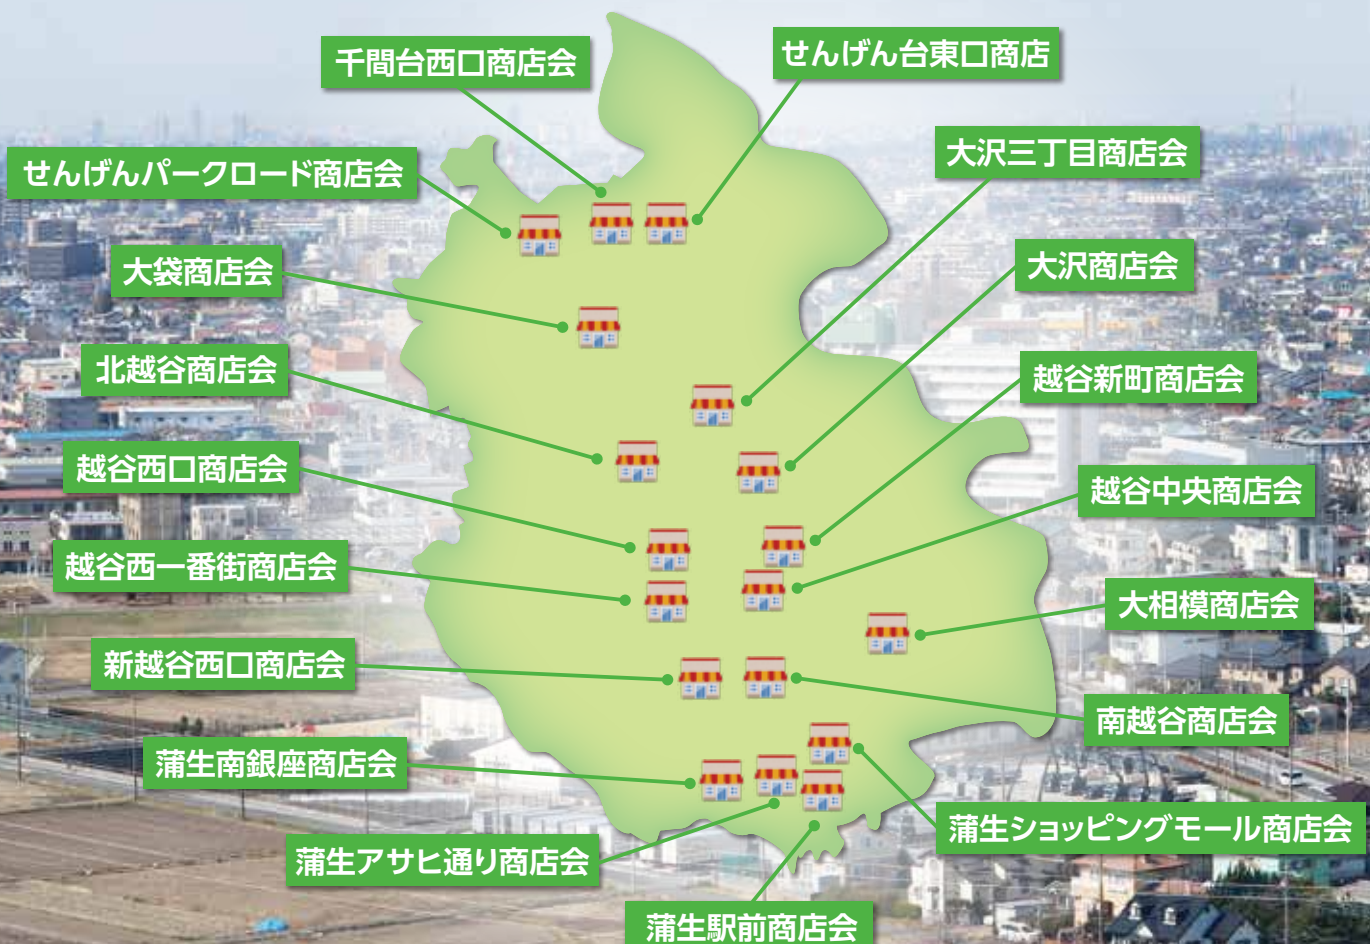 千間台西口商店会
せんげん台東口商店
大沢三丁目商店会
せんげんパークロード商店会
大沢商店会
大袋商店会
北越谷商店会
越谷新町商店会
越谷西口商店会
越谷中央商店会
越谷西一番街商店会
大相模商店会
新越谷西口商店会
南越谷商店会
蒲生南銀座商店会
蒲生ショッピングモール商店会
蒲生アサヒ通り商店会
蒲生駅前商店会